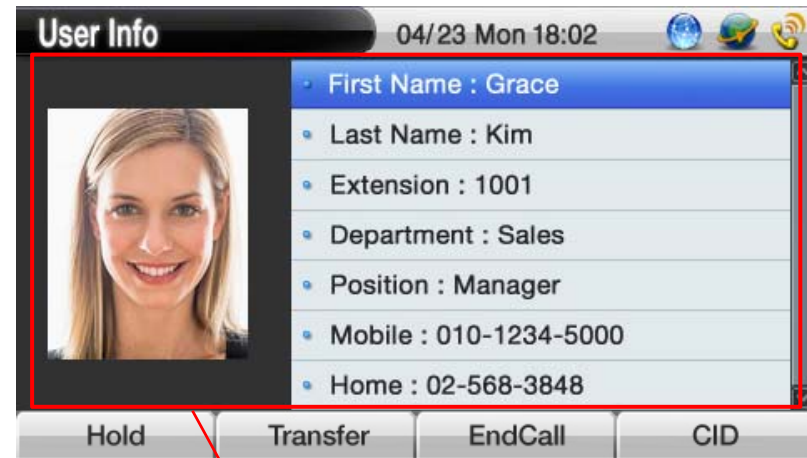 User Info
04/23 Mon 18:02
First Name : Grace
Last Name : Kim
Extension : 1001
Department : Sales
Position : Manager
Mobile : 010-1234-5000
Home : 02-568-3848
Hold Transfer EndCall CID